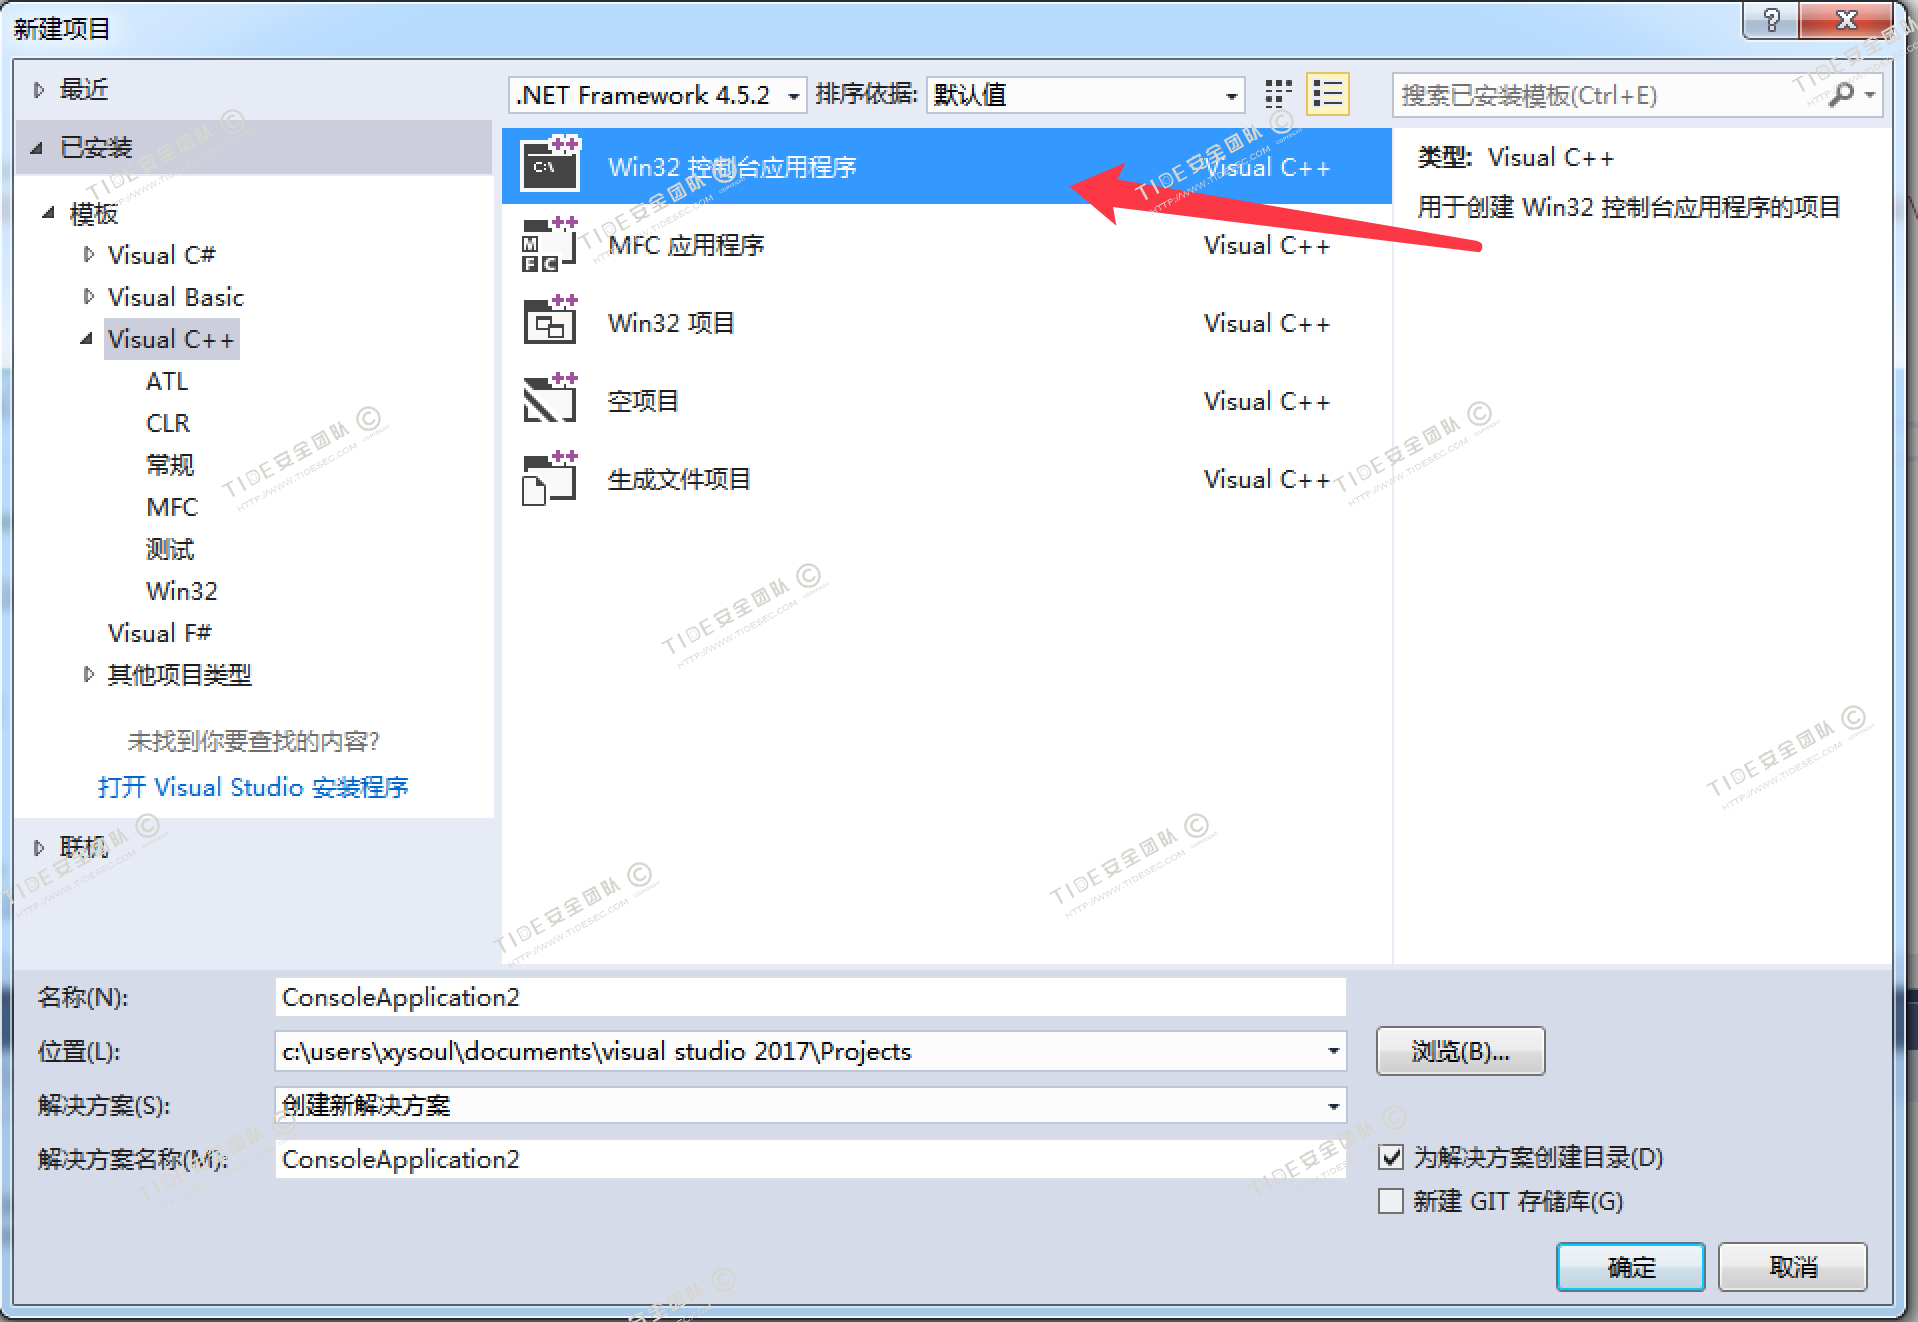 新建项目
最近
.NET Framework 4.5.2
排序依据:
默认值
搜索已安装模板(Ctrl+E)
已安装
模板
Visual C#
Visual Basic
Visual C++
ATL
CLR
常规
MFC
测试
Win32
Visual F#
其他项目类型
未找到你要查找的内容?
打开 Visual Studio 安装程序
联机
C:\
Win32 控制台应用程序
Visual C++
MFC 应用程序
Visual C++
Win32 项目
Visual C++
空项目
Visual C++
生成文件项目
Visual C++
类型: Visual C++
用于创建 Win32 控制台应用程序的项目
名称(N):
ConsoleApplication2
位置(L):
c:\users\xysoul\documents\visual studio 2017\Projects
浏览(B)...
解决方案(S):
创建新解决方案
解决方案名称(M):
ConsoleApplication2
为解决方案创建目录(D)
新建 GIT 存储库(G)
确定
取消
TIDE安全团队 ©
HTTP://WWW.TIDESEC.COM